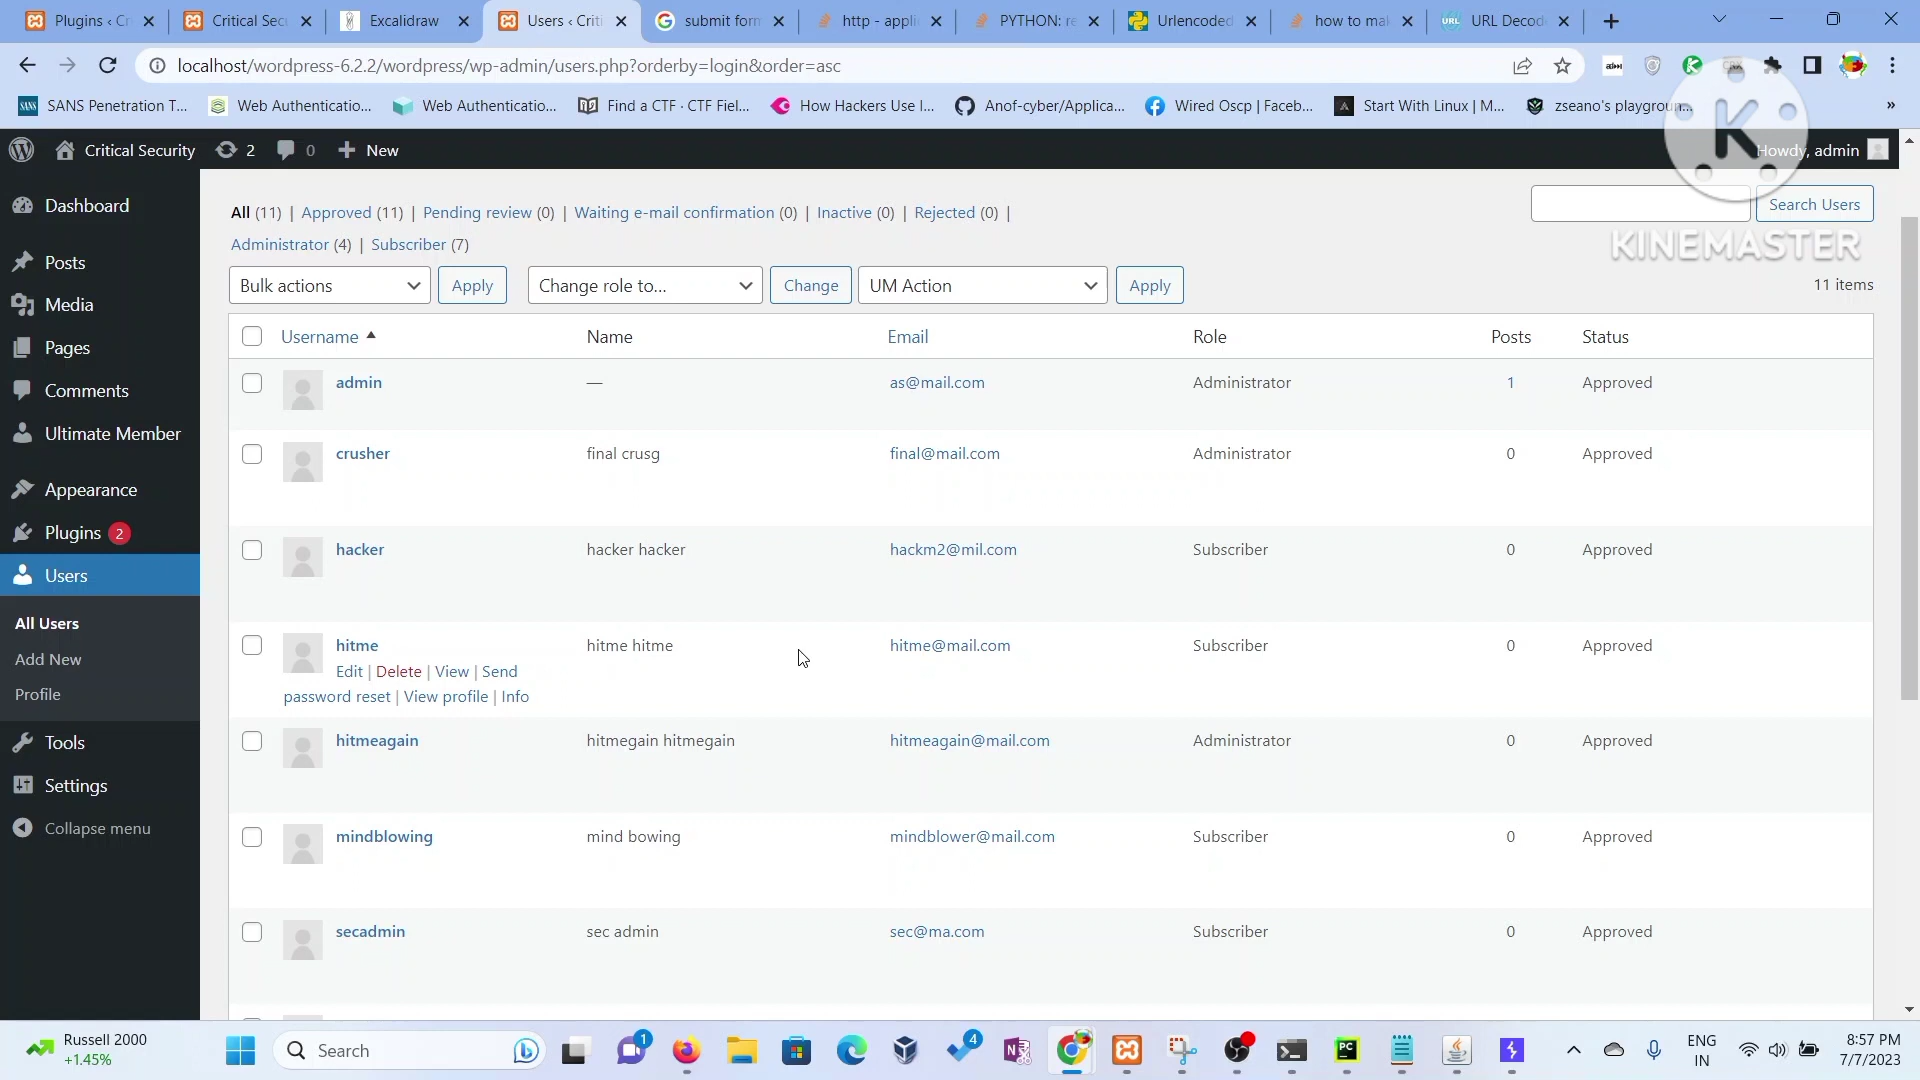 Plugins ‹ Cr
Critical Sec
Excalidraw
Users ‹ Criti
submit form
http - appli
PYTHON: re
Urlencoded
how to mak
URL Decod
localhost/wordpress-6.2.2/wordpress/wp-admin/users.php?orderby=login&order=asc
SANS Penetration T...
Web Authenticatio...
Web Authenticatio...
Find a CTF · CTF Fiel...
How Hackers Use I...
Anof-cyber/Applica...
Wired Oscp | Faceb...
Start With Linux | M...
zseano's playgroun...
»
Critical Security
2
0
New
Howdy, admin
K
KINEMASTER
Dashboard
Posts
Media
Pages
Comments
Ultimate Member
Appearance
Plugins 2
Users
All Users
Add New
Profile
Tools
Settings
Collapse menu
All (11) | Approved (11) | Pending review (0) | Waiting e-mail confirmation (0) | Inactive (0) | Rejected (0) |
Administrator (4) | Subscriber (7)
Search Users
Bulk actions
Apply
Change role to...
Change
UM Action
Apply
11 items
Username Name Email Role Posts Status
admin — as@mail.com Administrator 1 Approved
crusher final crusg final@mail.com Administrator 0 Approved
hacker hacker hacker hackm2@mil.com Subscriber 0 Approved
hitme hitme hitme hitme@mail.com Subscriber 0 Approved
Edit | Delete | View | Send
password reset | View profile | Info
hitmeagain hitmegain hitmegain hitmeagain@mail.com Administrator 0 Approved
mindblowing mind bowing mindblower@mail.com Subscriber 0 Approved
secadmin sec admin sec@ma.com Subscriber 0 Approved
Russell 2000
+1.45%
Search
1
4
PC
ENG
IN
8:57 PM
7/7/2023